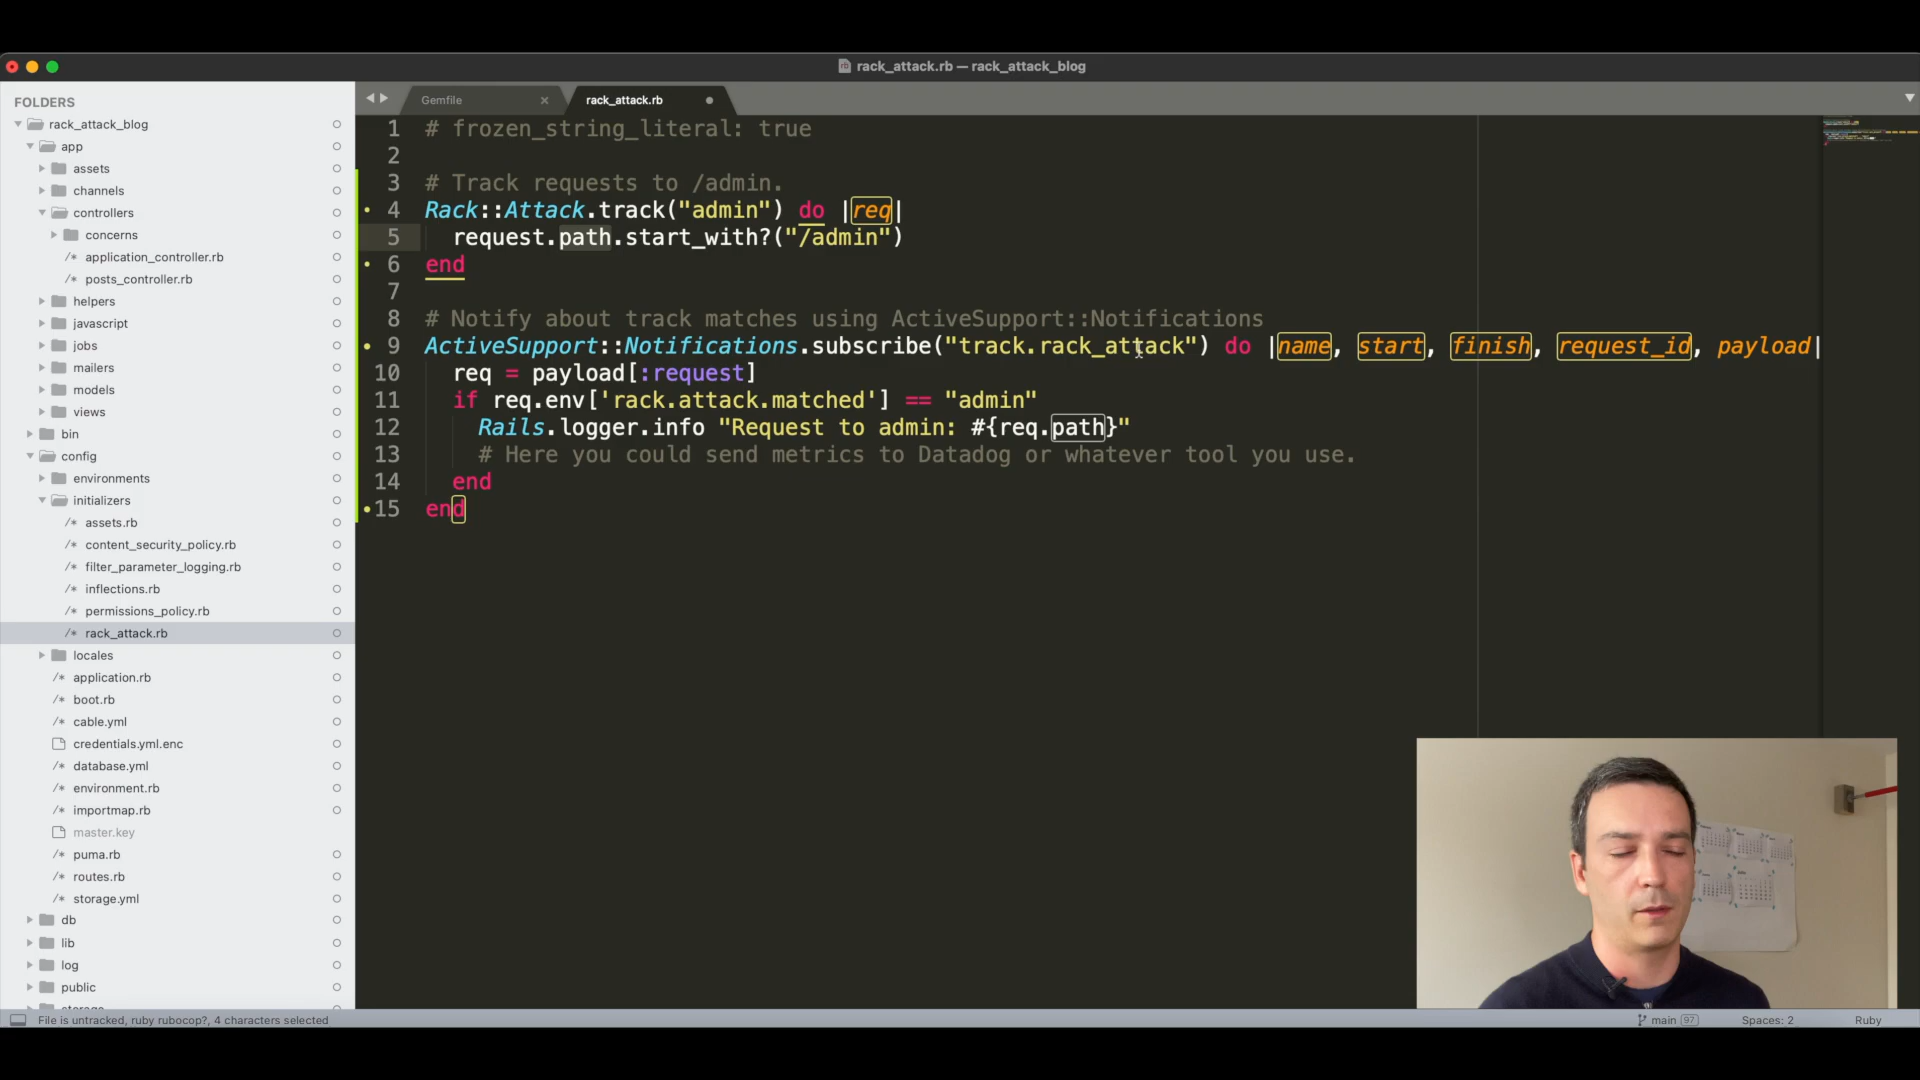 rack_attack.rb — rack_attack_blog
FOLDERS
rack_attack_blog
app
assets
channels
controllers
concerns
application_controller.rb
posts_controller.rb
helpers
javascript
jobs
mailers
models
views
bin
config
environments
initializers
/* assets.rb
/* content_security_policy.rb
/* filter_parameter_logging.rb
/* inflections.rb
/* permissions_policy.rb
/* rack_attack.rb
locales
/* application.rb
/* boot.rb
/* cable.yml
credentials.yml.enc
/* database.yml
/* environment.rb
/* importmap.rb
master.key
/* puma.rb
/* routes.rb
/* storage.yml
db
lib
log
public
Gemfile
rack_attack.rb
1 # frozen_string_literal: true
2
3 # Track requests to /admin.
4 Rack::Attack.track("admin") do |req|
5 request.path.start_with?("/admin")
6 end
7
8 # Notify about track matches using ActiveSupport::Notifications
9 ActiveSupport::Notifications.subscribe("track.rack_attack") do |name, start, finish, request_id, payload|
10 req = payload[:request]
11 if req.env['rack.attack.matched'] == "admin"
12 Rails.logger.info "Request to admin: #{req.path}"
13 # Here you could send metrics to Datadog or whatever tool you use.
14 end
15 end
File is untracked, ruby rubocop?, 4 characters selected
main 97
Spaces: 2
Ruby